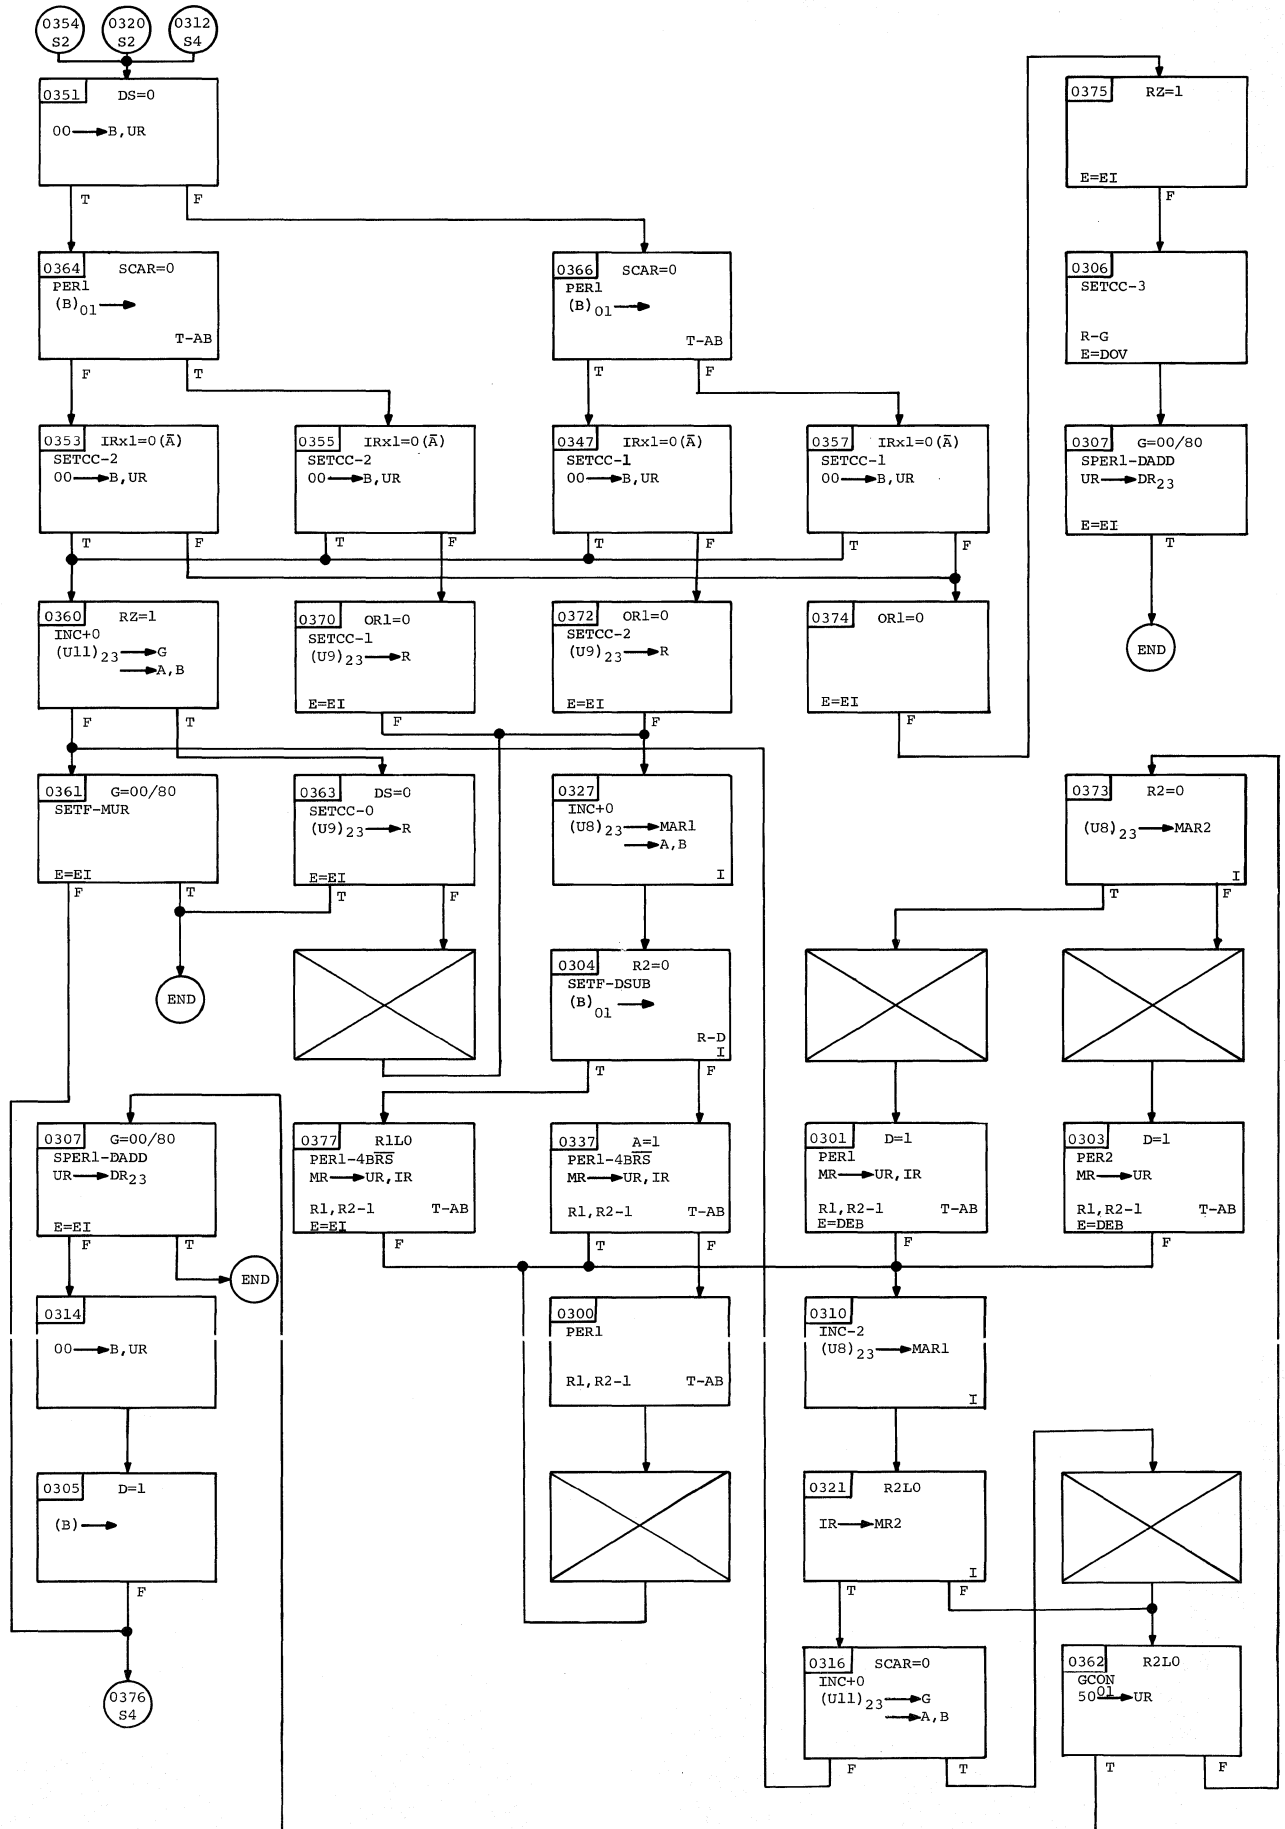 0354 0320 0312
S2 S2 S4
0351 DS=0
00→B,UR
T F
0375 RZ=1
E=EI
F
0364 SCAR=0
PER1
(B)01→
T-AB
F T
0366 SCAR=0
PER1
(B)01→
T-AB
T F
0306
SETCC-3
R-G
E=DOV
0353 IRx1=0(Ā)
SETCC-2
00→B,UR
T F
0355 IRx1=0(Ā)
SETCC-2
00→B,UR
T F
0347 IRx1=0(Ā)
SETCC-1
00→B,UR
T F
0357 IRx1=0(Ā)
SETCC-1
00→B,UR
T F
0307 G=00/80
SPER1-DADD
UR→DR23
E=EI
T
END
0360 RZ=1
INC+0
(U11)23→G
→A,B
F T
0370 OR1=0
SETCC-1
(U9)23→R
E=EI
F
0372 OR1=0
SETCC-2
(U9)23→R
E=EI
F
0374 OR1=0
E=EI
F
0361 G=00/80
SETF-MUR
E=EI
F T
END
0363 DS=0
SETCC-0
(U9)23→R
E=EI
T F
0327
INC+0
(U8)23→MAR1
→A,B
I
0373 R2=0
(U8)23→MAR2
I
T F
0304 R2=0
SETF-DSUB
(B)01→
R-D
I
T F
0307 G=00/80
SPER1-DADD
UR→DR23
E=EI
F T
END
0377 R1L0
PER1-4BR̅S̅
MR→UR,IR
R1,R2-1 T-AB
E=EI
F
0337 A=1
PER1-4BR̅S̅
MR→UR,IR
R1,R2-1 T-AB
T F
0301 D=1
PER1
MR→UR,IR
R1,R2-1 T-AB
E=DEB
F
0303 D=1
PER2
MR→UR
R1,R2-1 T-AB
E=DEB
F
0314
00→B,UR
0300
PER1
R1,R2-1 T-AB
0310
INC-2
(U8)23→MAR1
I
0305 D=1
(B)→
F
0376
S4
0321 R2L0
IR→MR2
I
T F
0316 SCAR=0
INC+0
(U11)23→G
→A,B
F T
0362 R2L0
GCON
5001→UR
T F